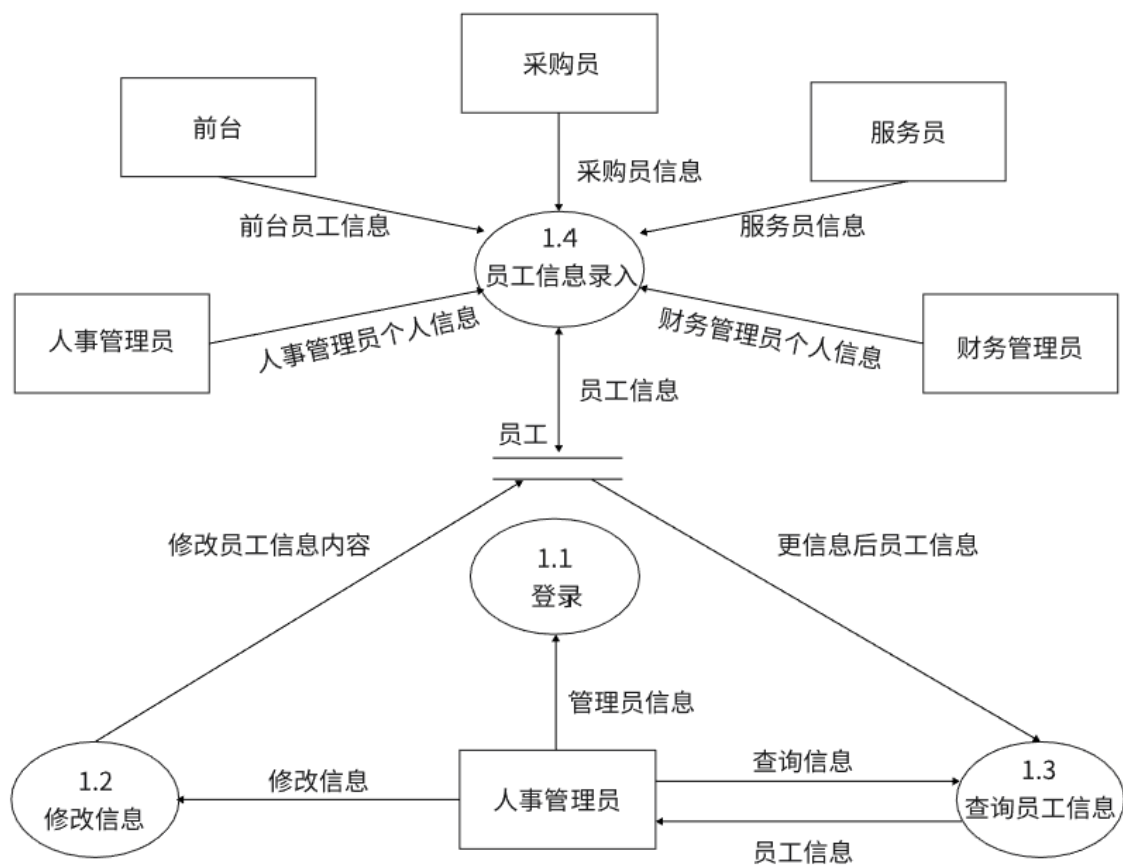 采购员
前台
服务员
采购员信息
前台员工信息
服务员信息
1.4
员工信息录入
人事管理员
人事管理员个人信息
财务管理员个人信息
财务管理员
员工信息
员工
修改员工信息内容
更信息后员工信息
1.1
登录
管理员信息
1.2
修改信息
修改信息
人事管理员
查询信息
1.3
查询员工信息
员工信息